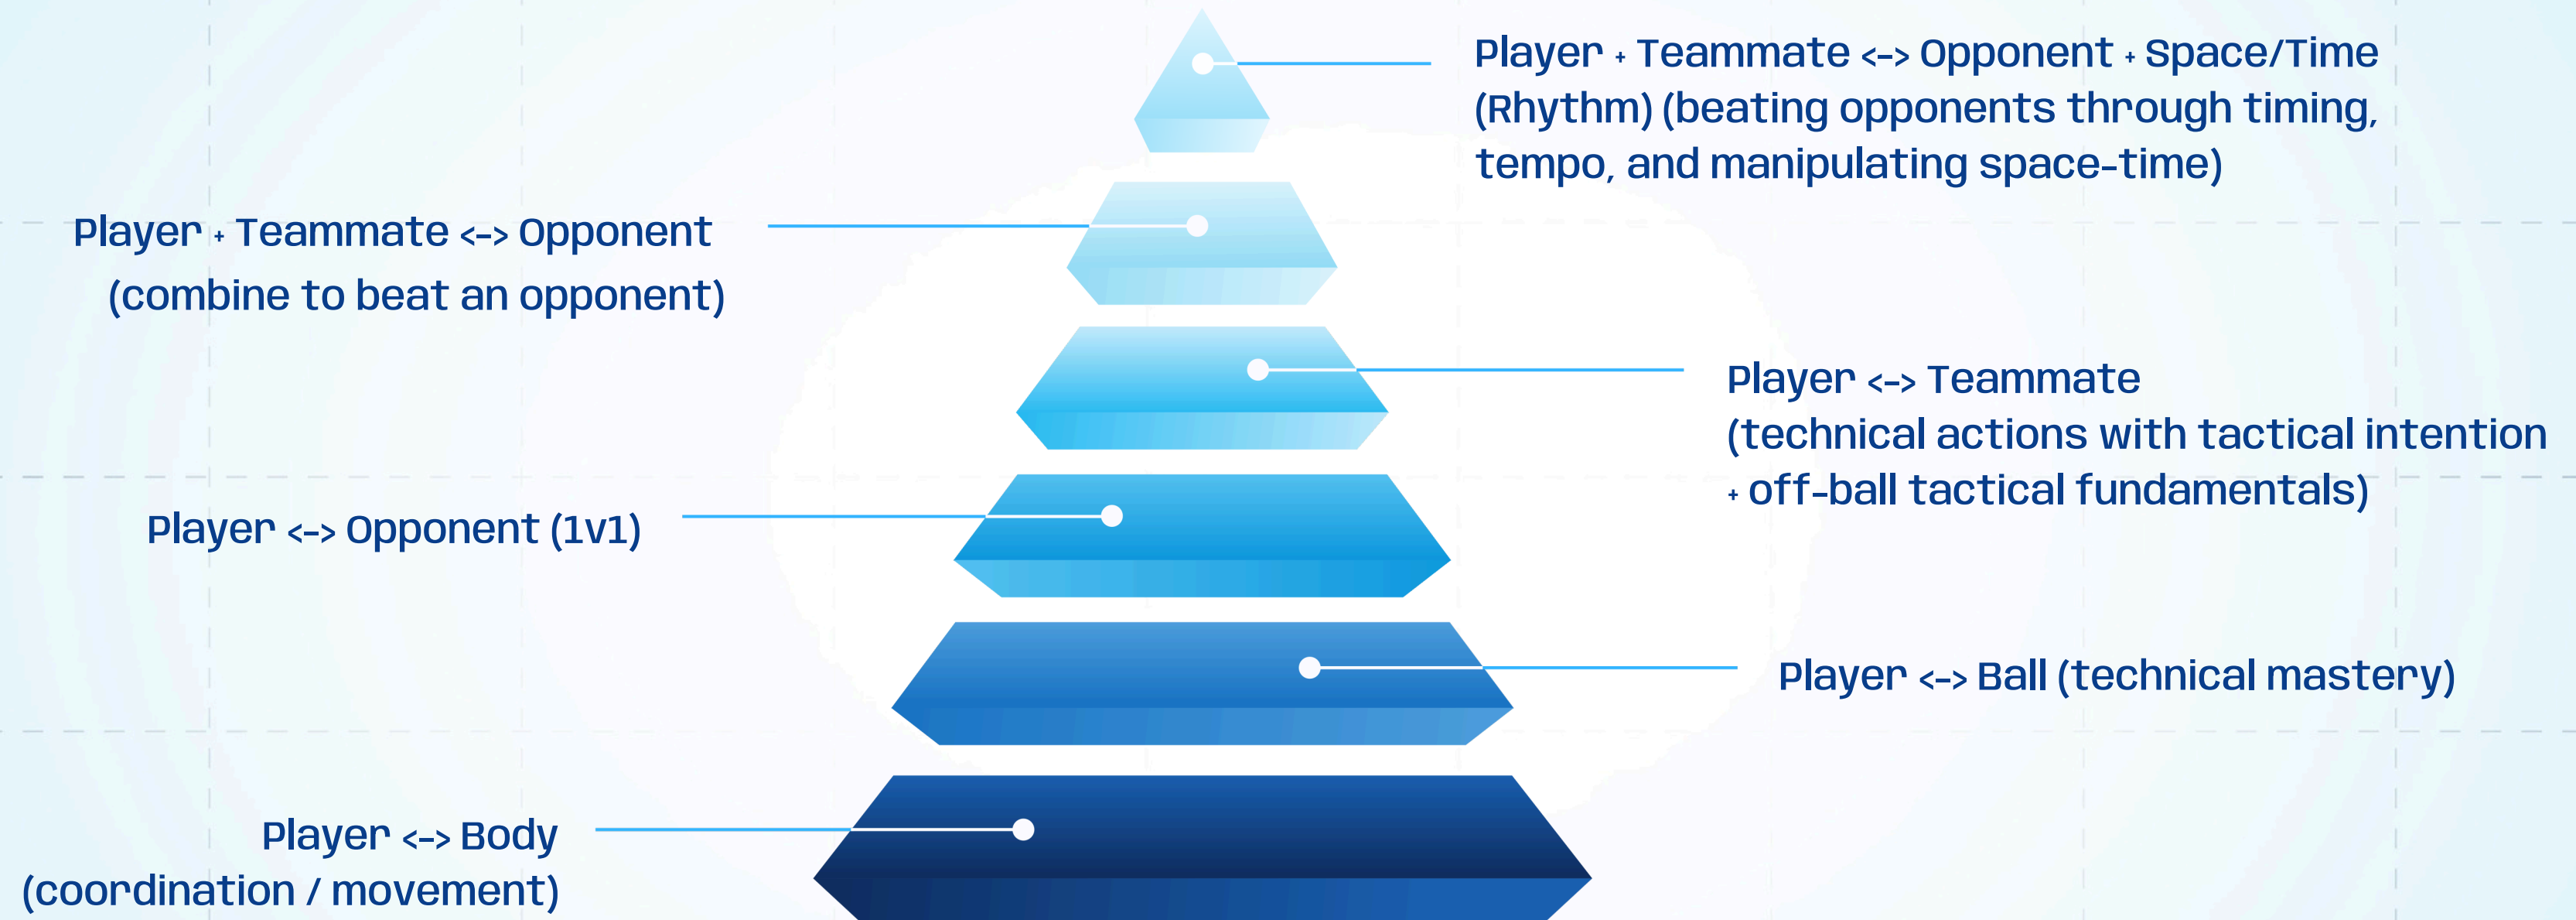 Player + Teammate <-> Opponent + Space/Time
(Rhythm) (beating opponents through timing,
tempo, and manipulating space-time)
Player + Teammate <-> Opponent
(combine to beat an opponent)
Player <-> Teammate
(technical actions with tactical intention
+ off-ball tactical fundamentals)
Player <-> Opponent (1v1)
Player <-> Ball (technical mastery)
Player <-> Body
(coordination / movement)